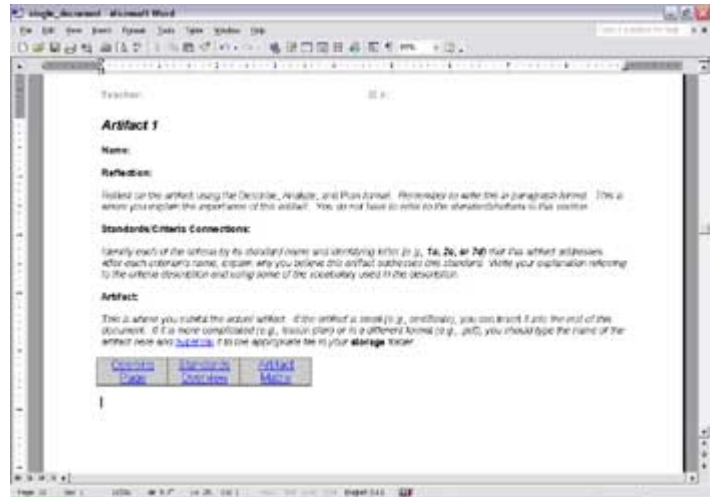 single_document - Microsoft Word
File Edit View Insert Format Tools Table Window Help
Teacher:
Artifact 1
Name:
Reflection:
Reflect on the artifact using the Describe, Analyze, and Plan format. Remember to write this in paragraph format. This is
where you explain the importance of this artifact. You do not have to refer to the standards/criteria in this section.
Standards/Criteria Connections:
Identify each of the criteria by its standard name and identifying letter (e.g., 1a, 2c, or 7d) that this artifact addresses.
After each criterion's name, explain why you believe this artifact addresses this standard. Write your explanation referring
to the criteria description and using some of the vocabulary used in the description.
Artifact:
This is where you the actual artifact. If the artifact is small (e.g., certificate), you can insert it into the end of this
document. If it is more complicated (e.g., lesson plan) or in a different format (e.g., pdf), you should type the name of the
artifact here and hyperlink it to the appropriate file in your storage folder.
Opening Standards Artifact
Page Overview Matrix
English (U.S.)